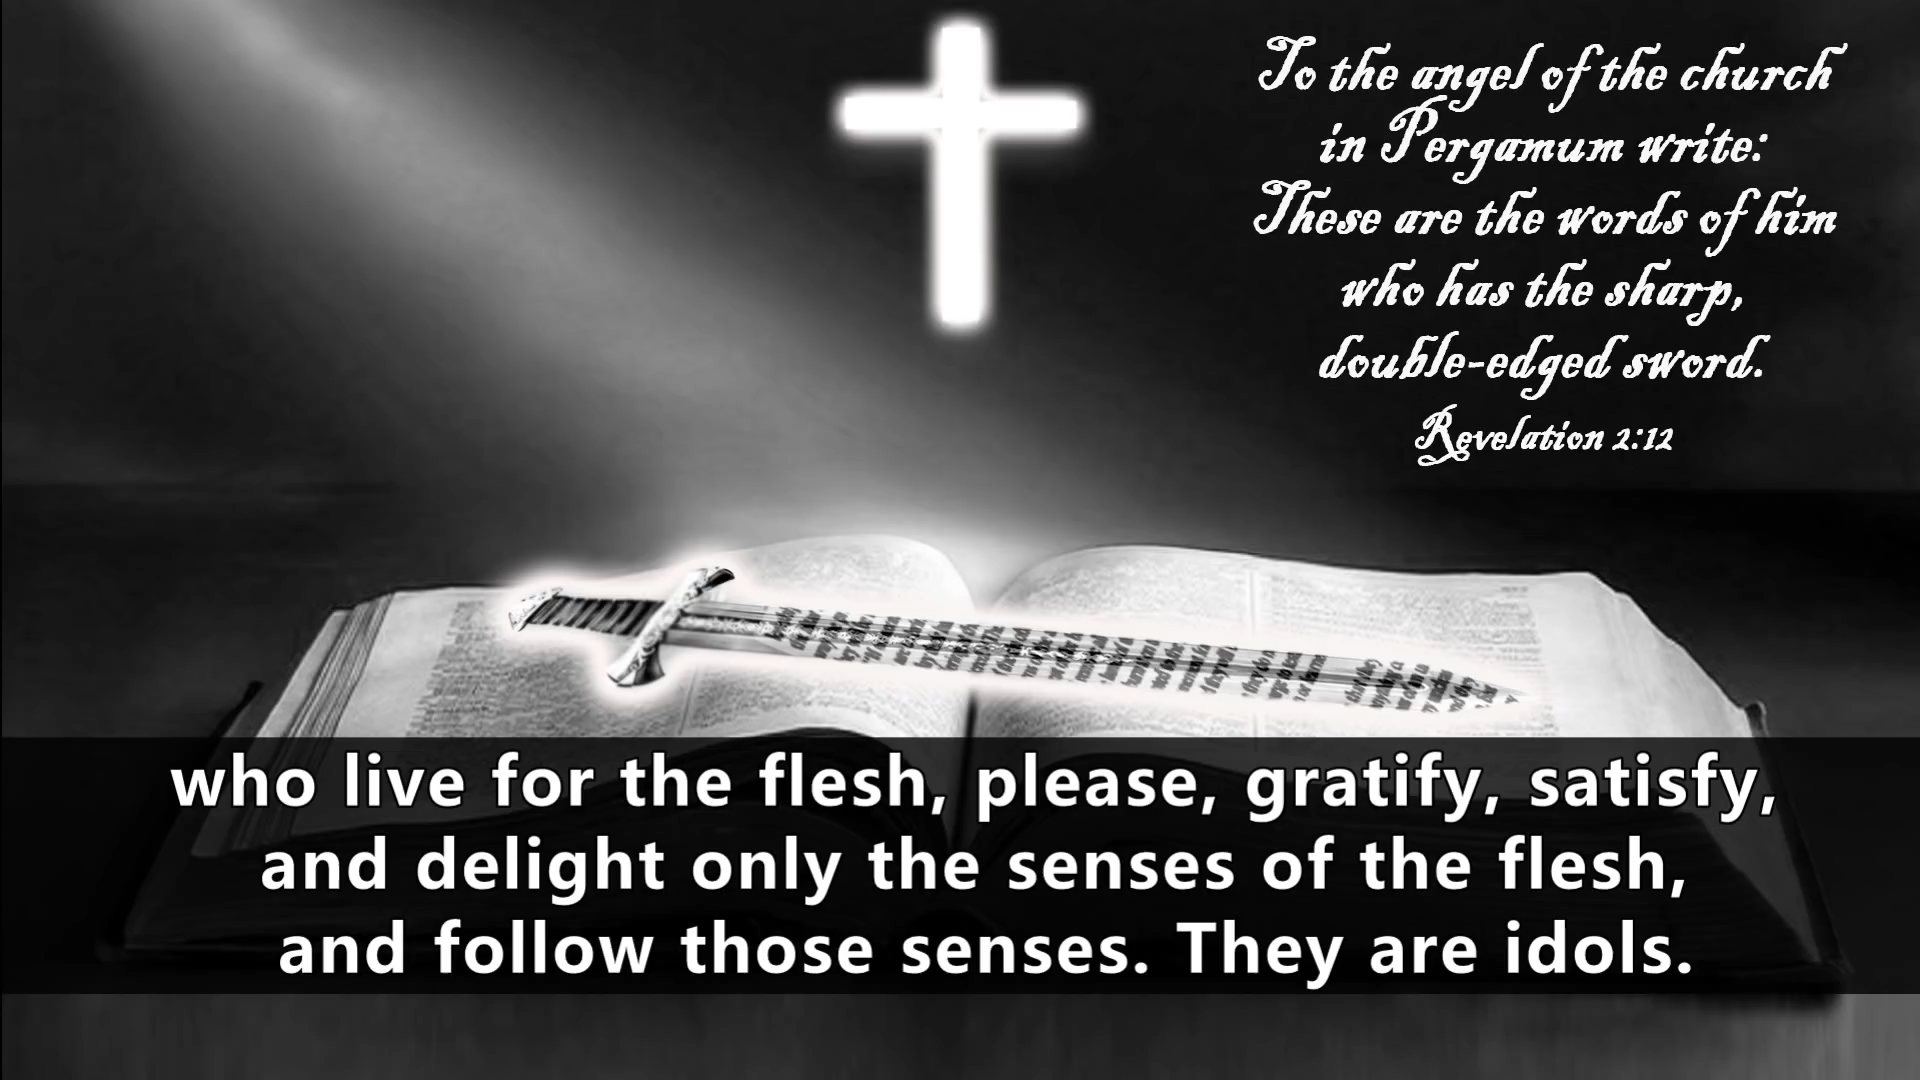 To the angel of the church
in Pergamum write:
These are the words of him
who has the sharp,
double-edged sword.
Revelation 2:12
who live for the flesh, please, gratify, satisfy,
and delight only the senses of the flesh,
and follow those senses. They are idols.